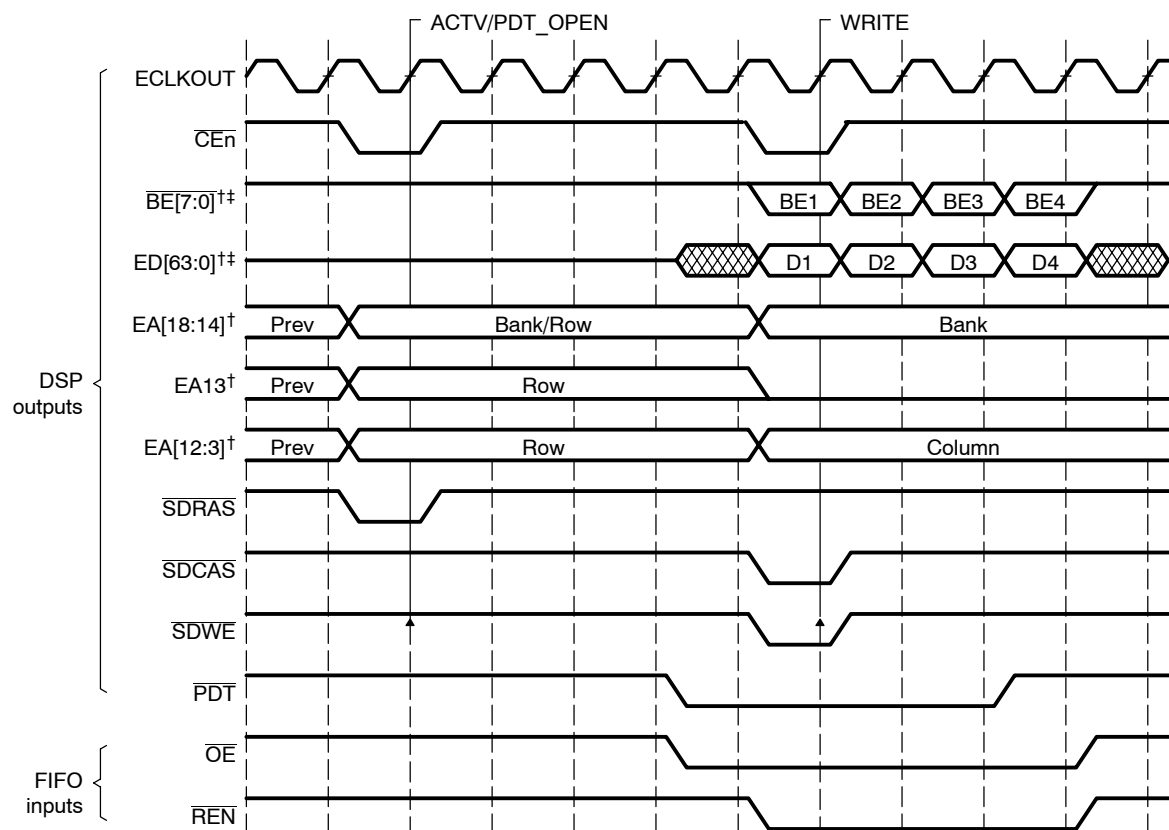 ACTV/PDT_OPEN WRITE
ECLKOUT
CEn
BE[7:0]†‡ BE1 BE2 BE3 BE4
ED[63:0]†‡ D1 D2 D3 D4
EA[18:14]† Prev Bank/Row Bank
EA13† Prev Row
EA[12:3]† Prev Row Column
SDRAS
SDCAS
SDWE
PDT
DSP
outputs
OE
REN
FIFO
inputs